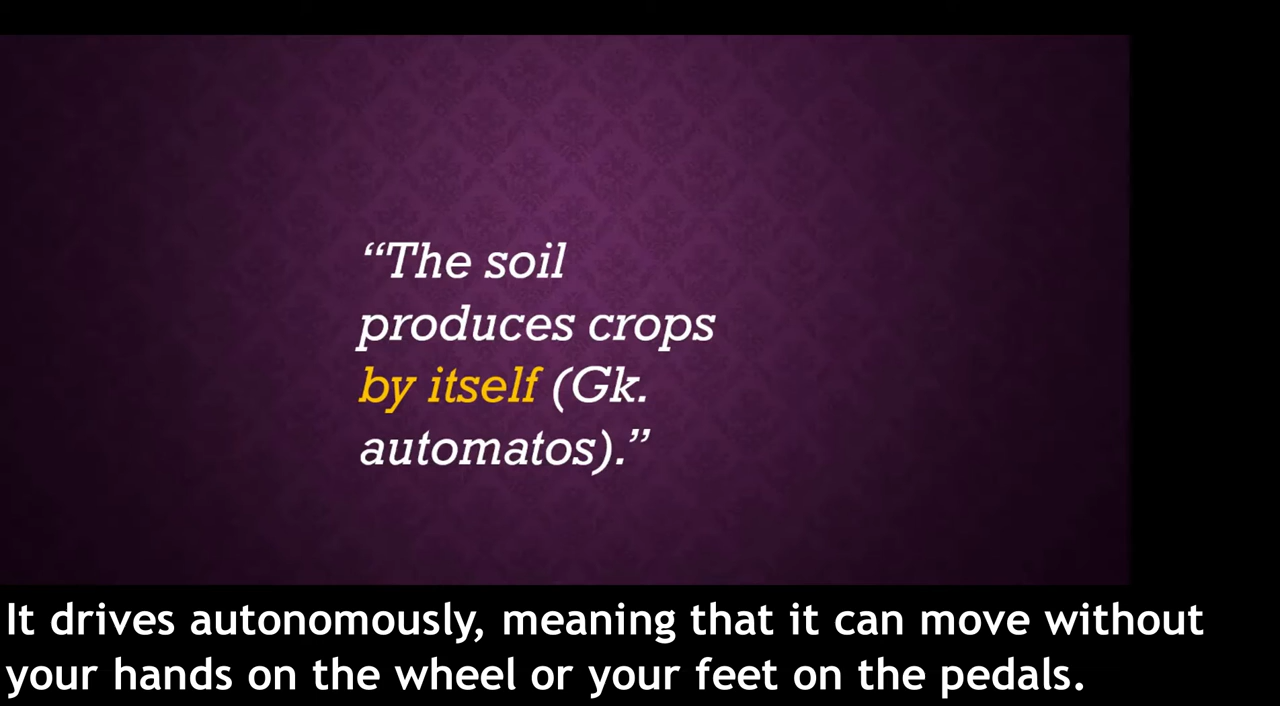 “The soil
produces crops
by itself (Gk.
automatos).”
It drives autonomously, meaning that it can move without
your hands on the wheel or your feet on the pedals.